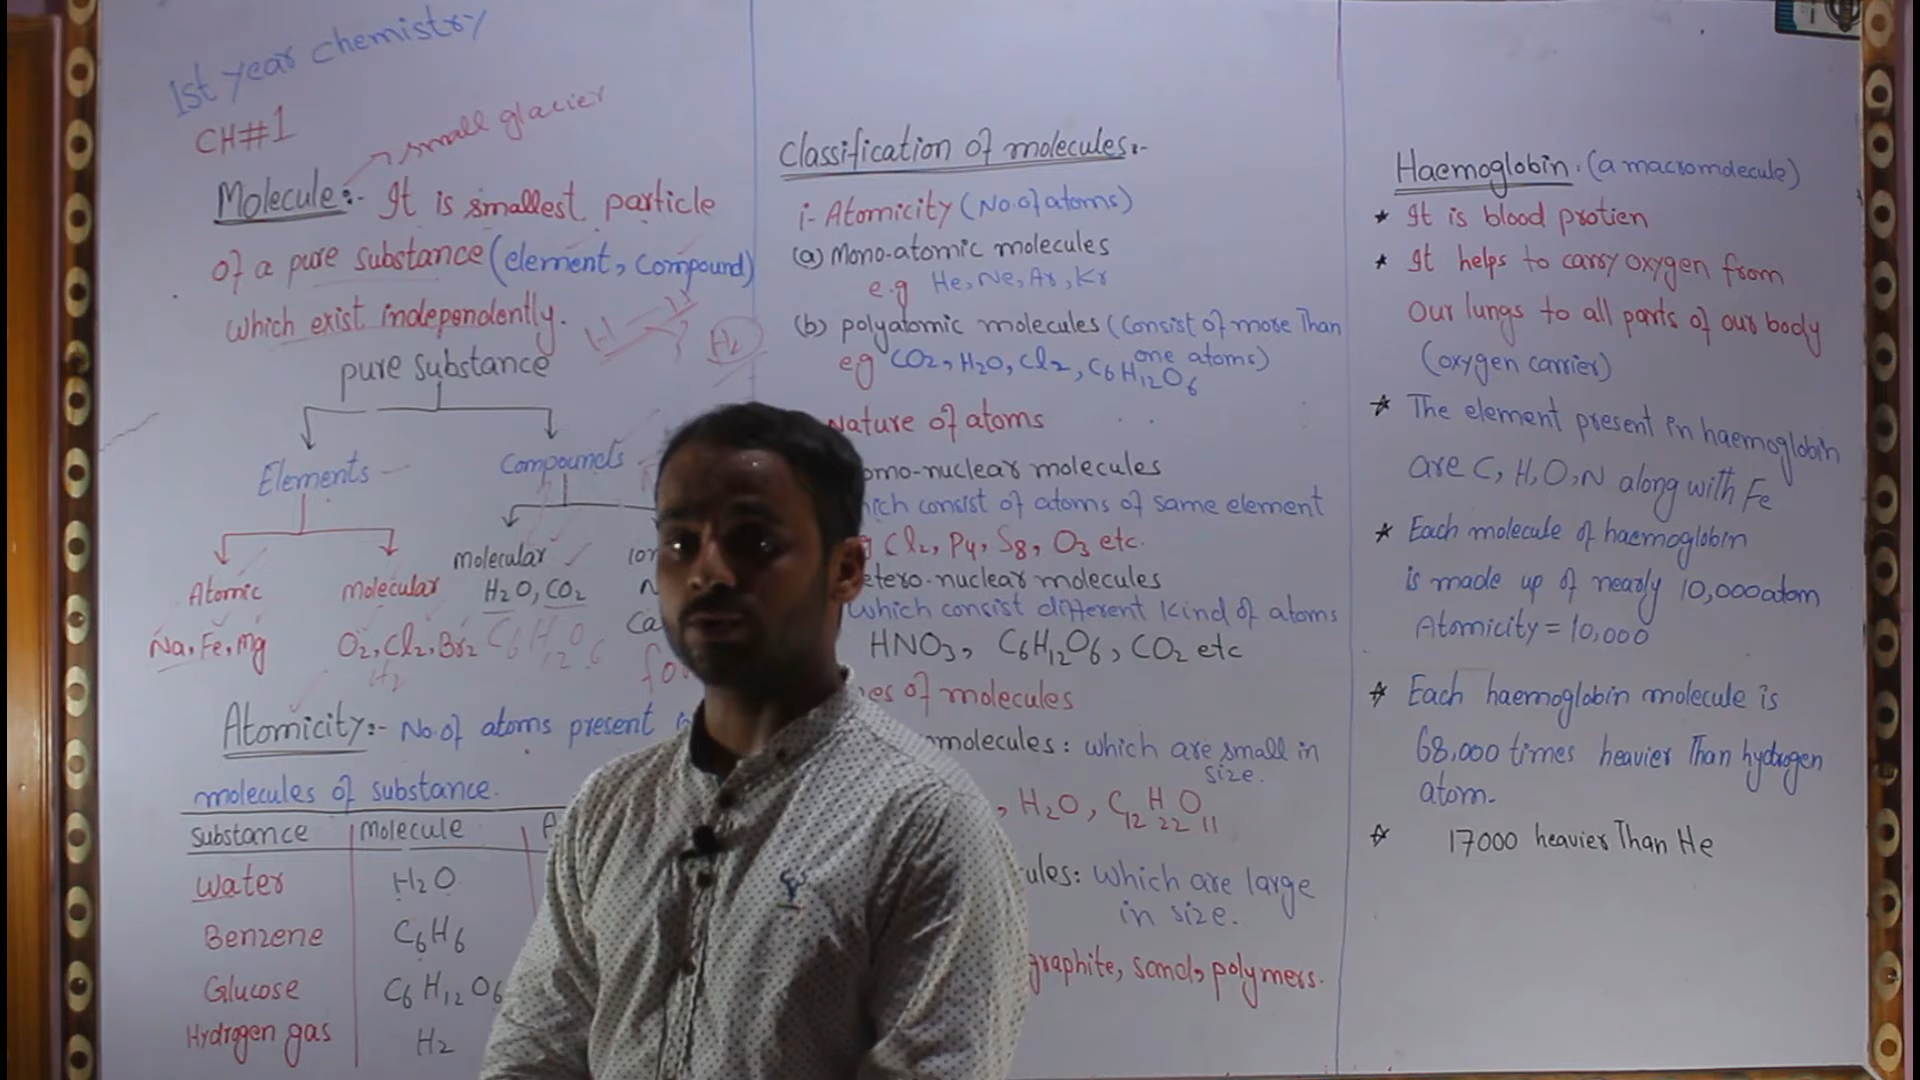 1st year chemistry
CH#1
small glacier
Molecule:- It is smallest particle
of a pure substance (element, compound)
which exist independently.
H H H2
pure substance
Elements
Compounds
Atomic
molecular
molecular
Na, Fe, Mg
O2, Cl2, Br2
H2
H2O, CO2
C6H12O6
Ca
Atomicity:- No. of atoms present
molecules of substance.
Substance Molecule
Water H2O
Benzene C6H6
Glucose C6H12O6
Hydrogen gas H2
Classification of molecules:-
i- Atomicity (No. of atoms)
(a) Mono-atomic molecules
e.g He, Ne, Ar, Kr
(b) polyatomic molecules (Consist of more Than
one atoms)
eg CO2, H2O, Cl2, C6H12O6
Nature of atoms
omo-nuclear molecules
hich consist of atoms of same element
g Cl2, P4, S8, O3 etc.
etero-nuclear molecules
which consist different kind of atoms
HNO3, C6H12O6, CO2 etc
es of molecules
molecules: which are small in
size.
, H2O, C12H22O11
ules: which are large
in size.
graphite, sand, polymers.
Haemoglobin. (a macromolecule)
* It is blood protien
* It helps to carry oxygen from
Our lungs to all parts of our body
(oxygen carrier)
* The element present in haemoglobin
are C, H, O, N along with Fe
* Each molecule of haemoglobin
is made up of nearly 10,000 atom
Atomicity = 10,000
* Each haemoglobin molecule is
68,000 times heavier Than hydrogen
atom.
* 17000 heavier Than He